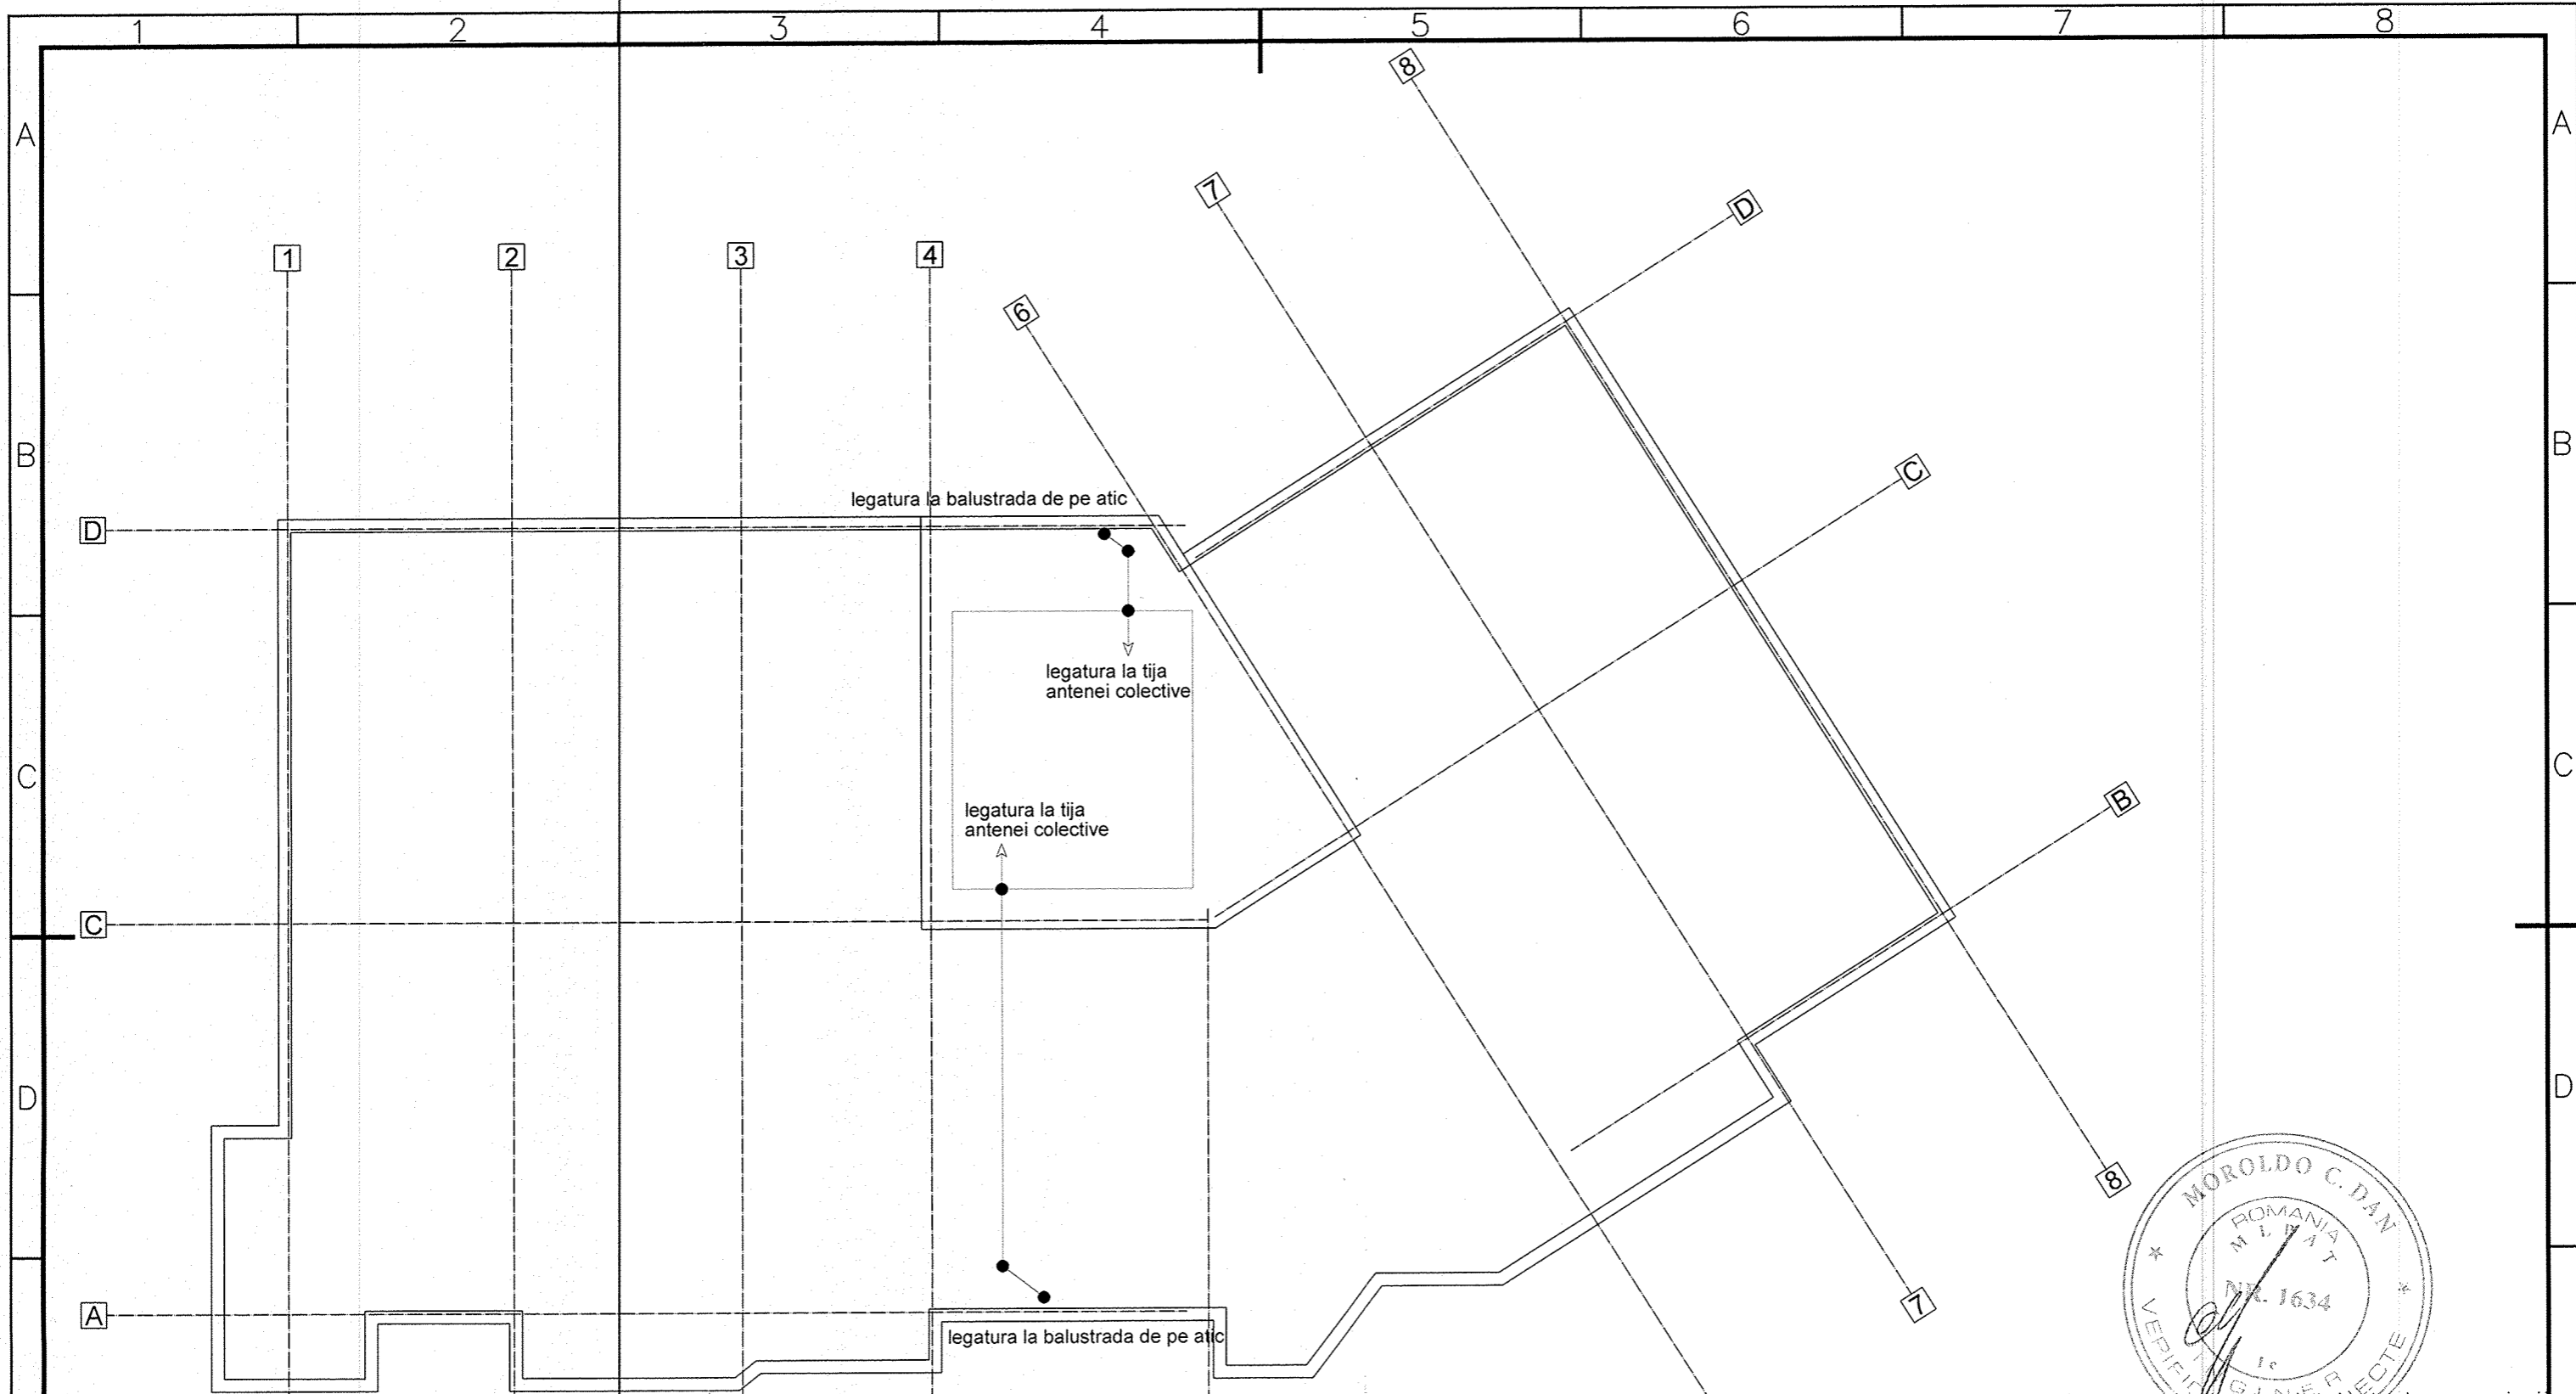 1 2 3 4 5 6 7 8
A A
8
7
D
1 2 3 4
6
B B
C
legatura la balustrada de pe atic
D
legatura la tija
antenei colective
C C
B
legatura la tija
antenei colective
C
D D
MOROLDO C. DAN
ROMANIA
M L P A T
8
NR. 1634
7
A
legatura la balustrada de pe atic
Ie